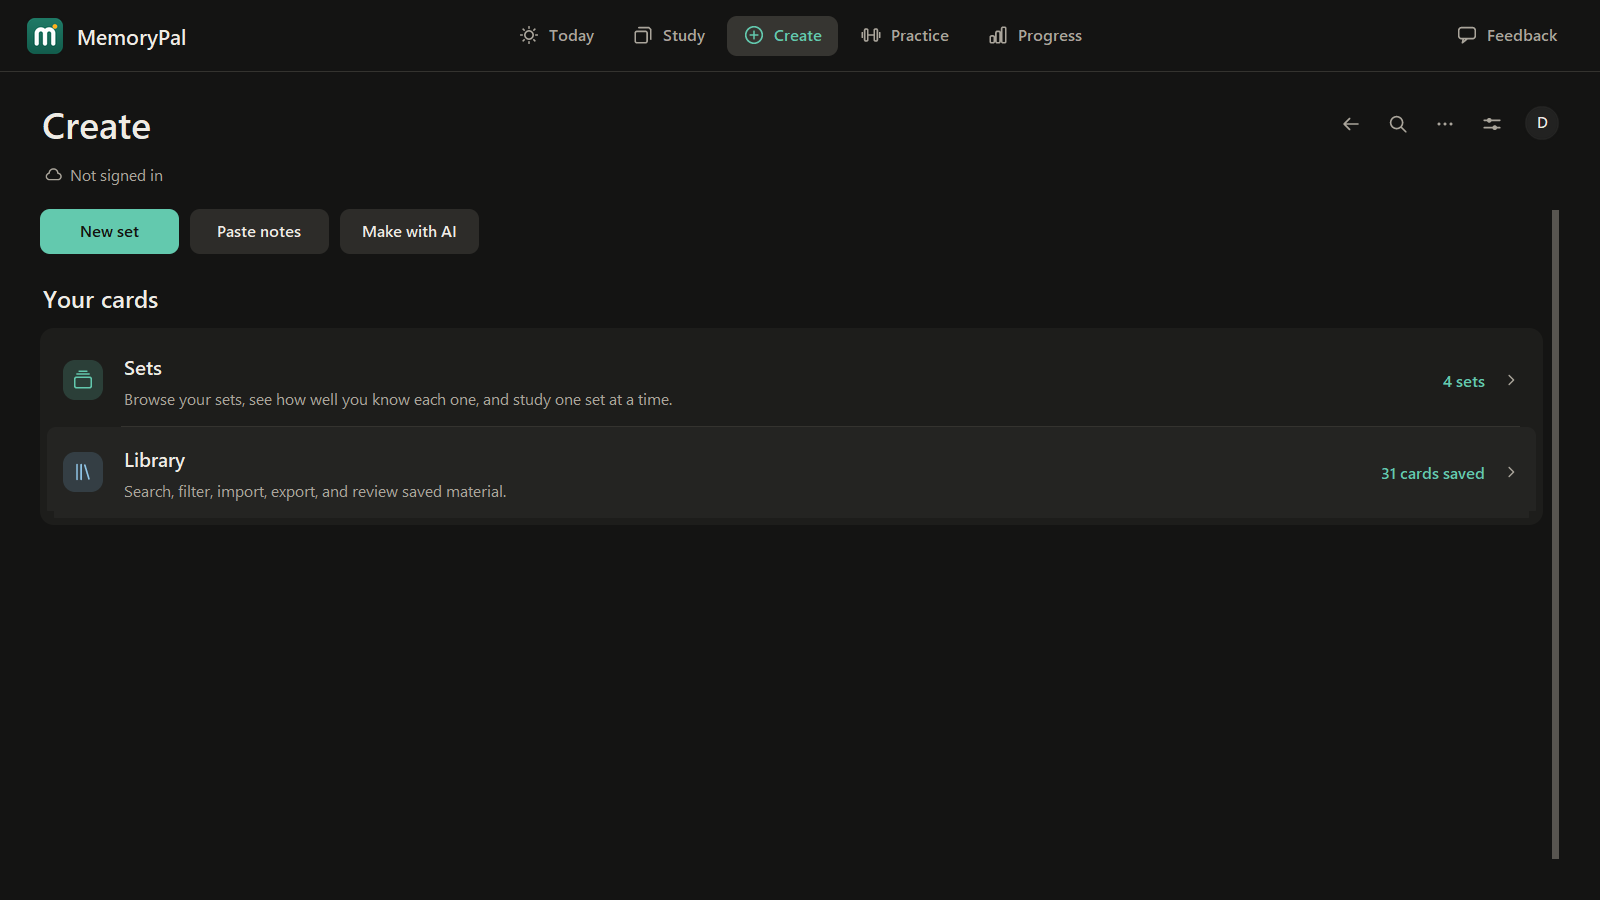 MemoryPal
Today
Study
Create
Practice
Progress
Feedback
Create
D
Not signed in
New set
Paste notes
Make with AI
Your cards
Sets
Browse your sets, see how well you know each one, and study one set at a time.
4 sets
Library
Search, filter, import, export, and review saved material.
31 cards saved